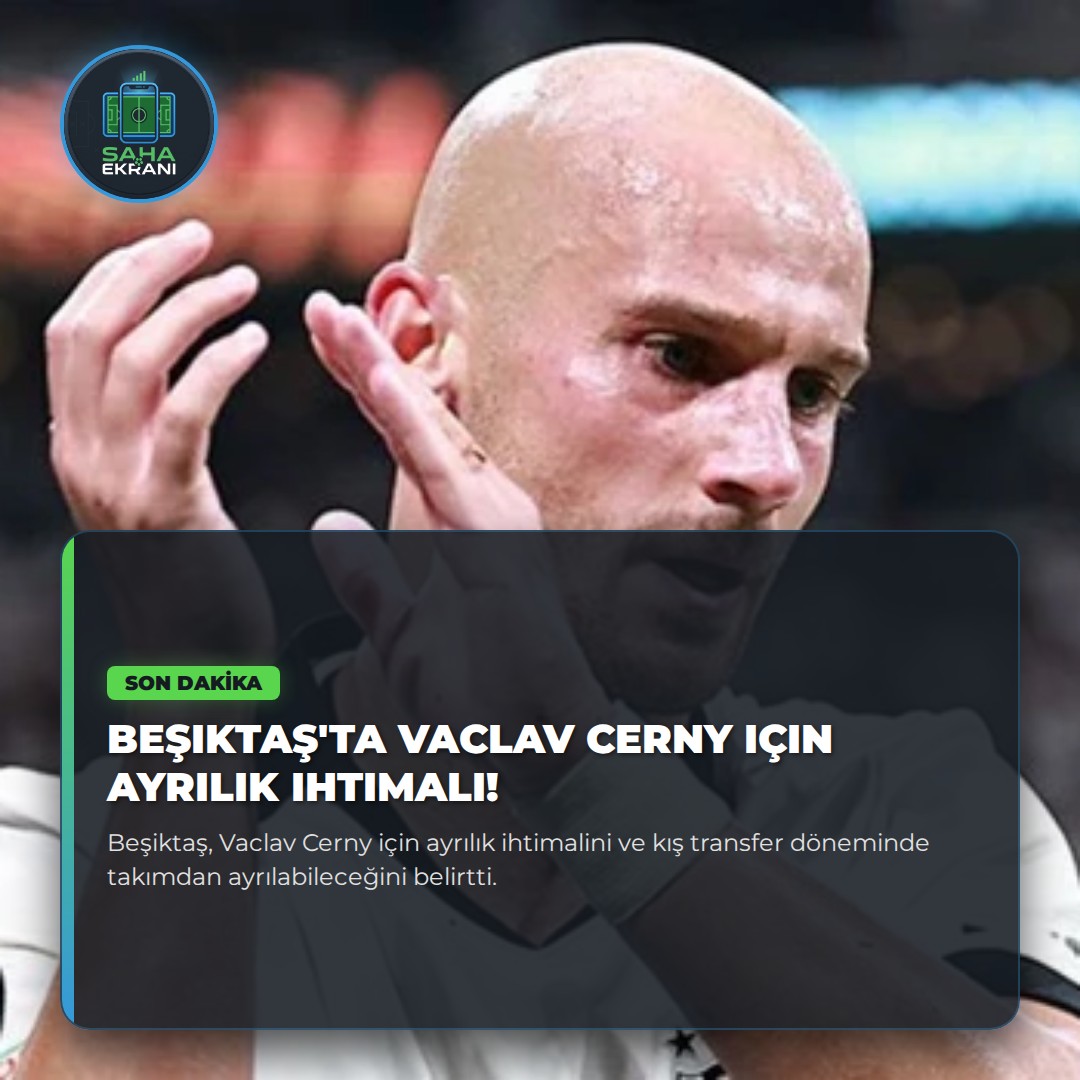 SAHA
EKRANI
SON DAKİKA
BEŞIKTAŞ'TA VACLAV CERNY IÇIN
AYRILIK IHTIMALI!
Beşiktaş, Vaclav Cerny için ayrılık ihtimalini ve kış transfer döneminde
takımdan ayrılabileceğini belirtti.